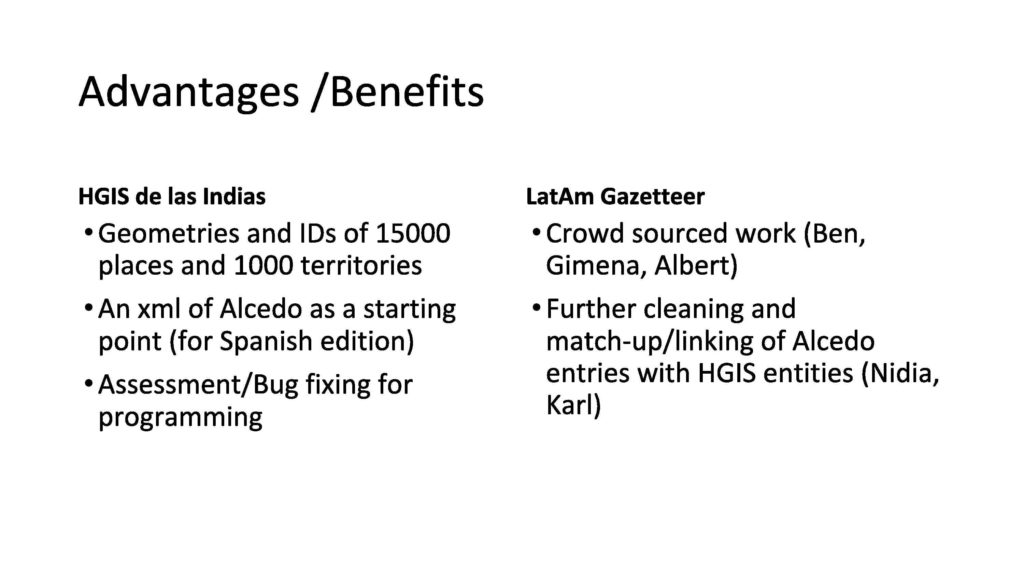 Advantages /Benefits
HGIS de las Indias
• Geometries and IDs of 15000
places and 1000 territories
• An xml of Alcedo as a starting
point (for Spanish edition)
• Assessment/Bug fixing for
programming
LatAm Gazetteer
• Crowd sourced work (Ben,
Gimena, Albert)
• Further cleaning and
match-up/linking of Alcedo
entries with HGIS entities (Nidia,
Karl)